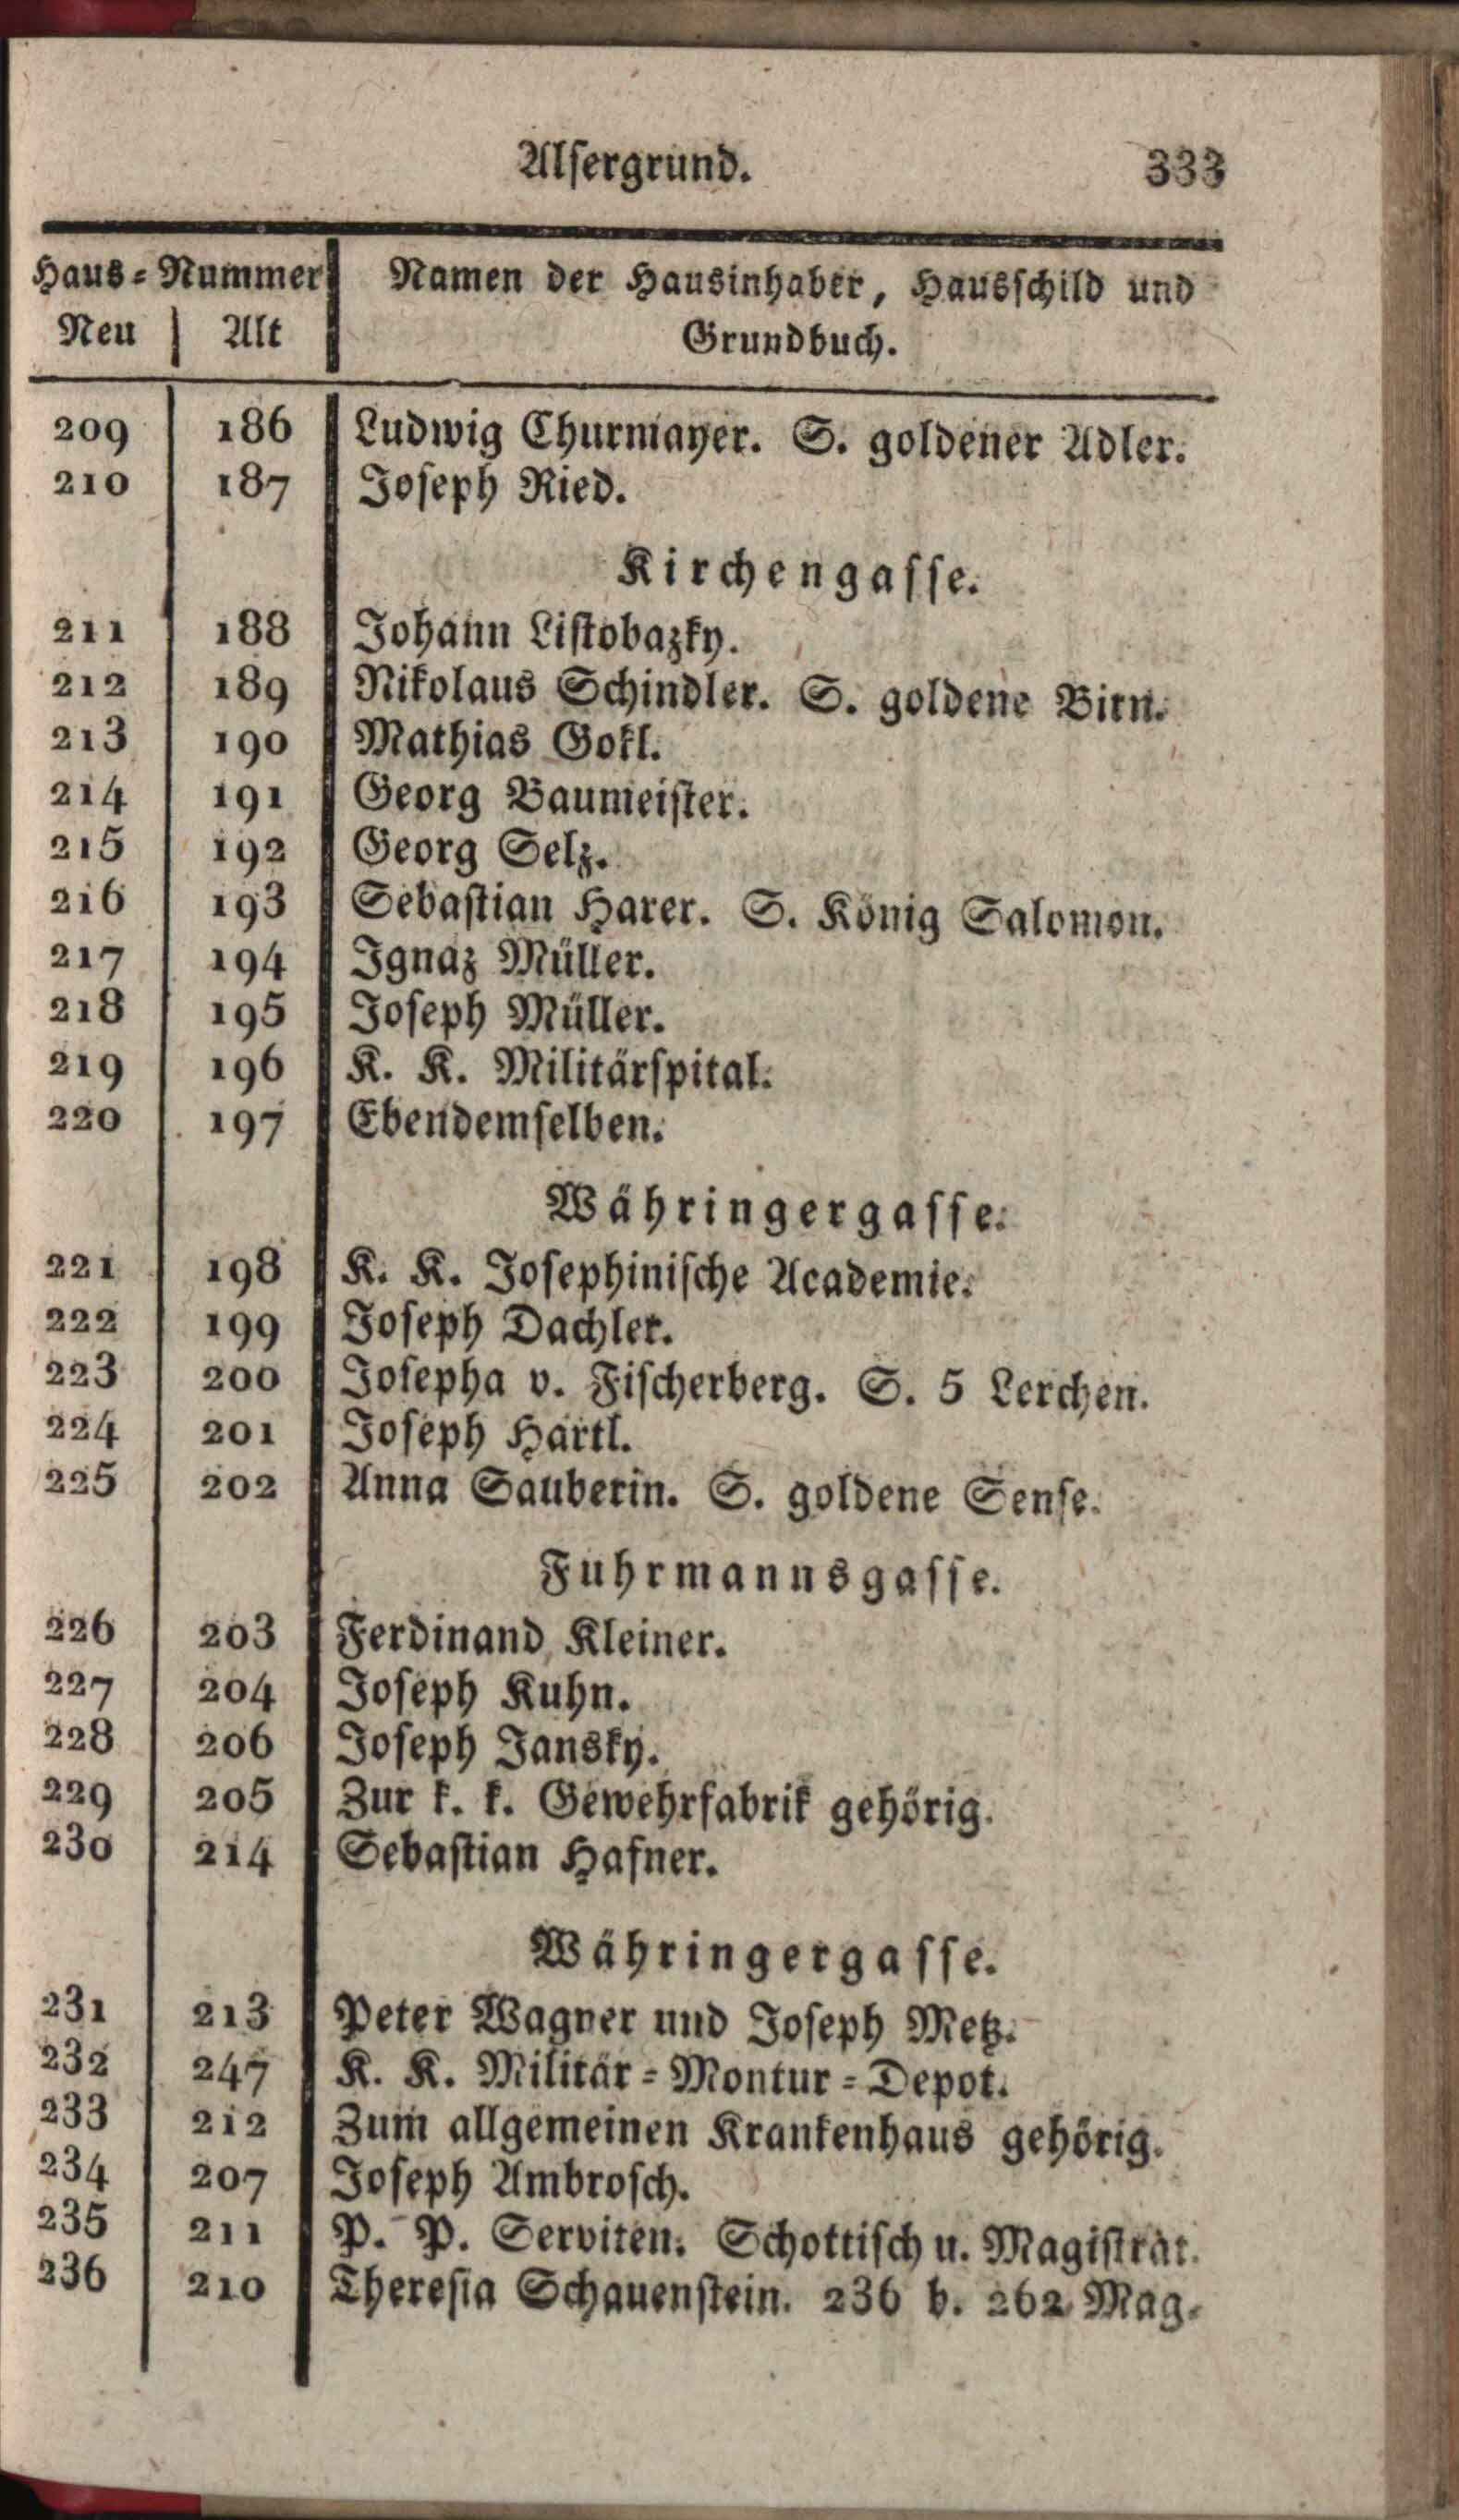 Alsergrund. 333
Haus-Nummer Namen der Hausinhaber, Hausschild und
Neu | Alt Grundbuch.
209 186 Ludwig Churmayer. S. goldener Adler.
210 187 Joseph Ried.
Kirchengasse.
211 188 Johann Listobazky.
212 189 Nikolaus Schindler. S. goldene Birn.
213 190 Mathias Gokl.
214 191 Georg Baumeister.
215 192 Georg Selz.
216 193 Sebastian Harer. S. König Salomon.
217 194 Ignaz Müller.
218 195 Joseph Müller.
219 196 K. K. Militärspital.
220 197 Ebendemselben.
Währingergasse.
221 198 K. K. Josephinische Academie.
222 199 Joseph Dachler.
223 200 Josepha v. Fischerberg. S. 5 Lerchen.
224 201 Joseph Hartl.
225 202 Anna Sauberin. S. goldene Sense.
Fuhrmannsgasse.
226 203 Ferdinand Kleiner.
227 204 Joseph Kuhn.
228 206 Joseph Jansky.
229 205 Zur k. k. Gewehrfabrik gehörig.
230 214 Sebastian Hafner.
Währingergasse.
231 213 Peter Wagner und Joseph Metz.
232 247 K. K. Militär-Montur-Depot.
233 212 Zum allgemeinen Krankenhaus gehörig.
234 207 Joseph Ambrosch.
235 211 P. P. Serviten. Schottisch u. Magistrat.
236 210 Theresia Schauenstein. 236 b. 262 Mag.